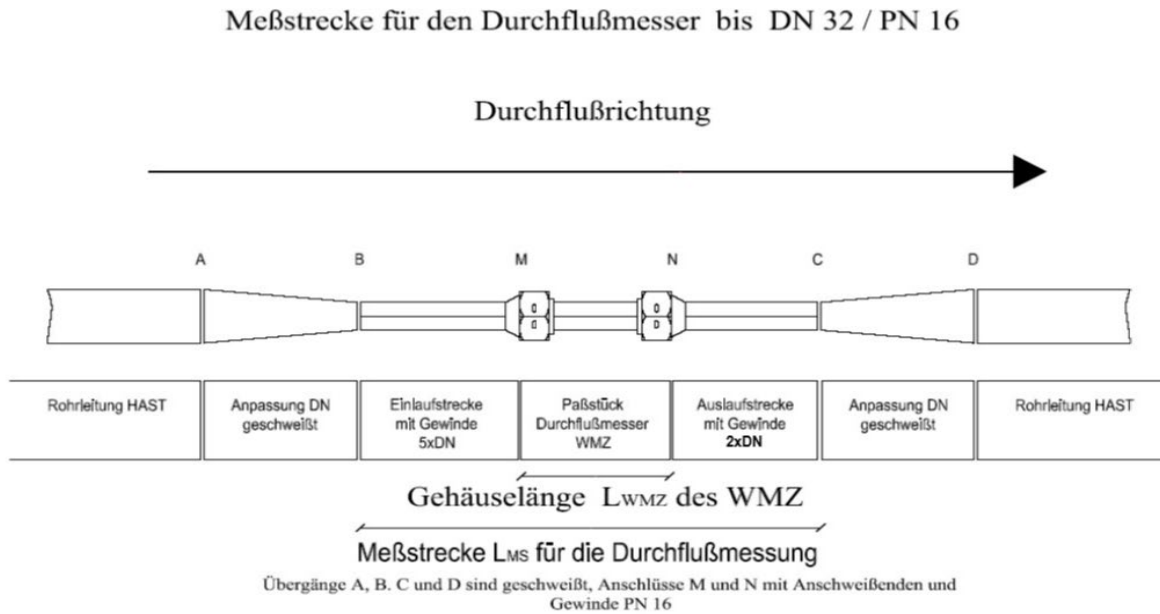 Meßstrecke für den Durchflußmesser bis DN 32 / PN 16
Durchflußrichtung
A B M N C D
Rohrleitung HAST
Anpassung DN
geschweißt
Einlaufstrecke
mit Gewinde
5xDN
Paßstück
Durchflußmesser
WMZ
Auslaufstrecke
mit Gewinde
2xDN
Anpassung DN
geschweißt
Rohrleitung HAST
Gehäuselänge LWMZ des WMZ
Meßstrecke LMS für die Durchflußmessung
Übergänge A, B. C und D sind geschweißt, Anschlüsse M und N mit Anschweißenden und
Gewinde PN 16